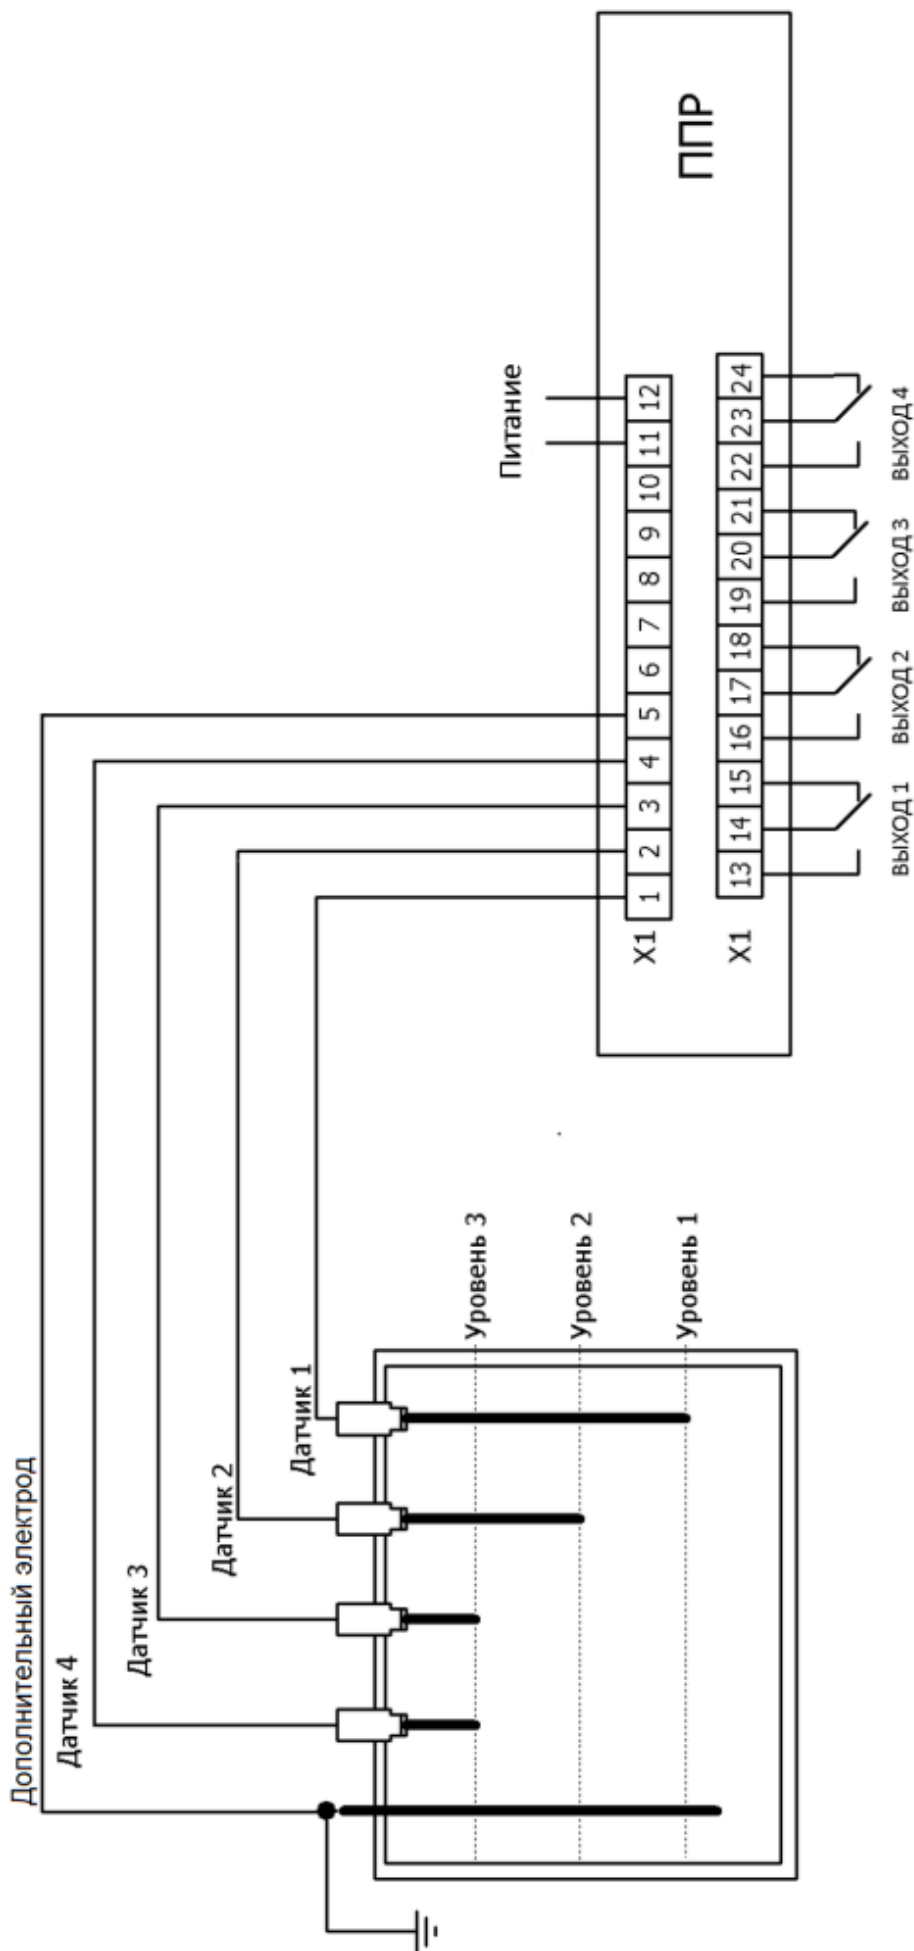 Дополнительный электрод
Датчик 4
Датчик 3
Датчик 2
Датчик 1
Уровень 3
Уровень 2
Уровень 1
Питание
ППР
X1
1 2 3 4 5 6 7 8 9 10 11 12
X1
13 14 15 16 17 18 19 20 21 22 23 24
ВЫХОД 1
ВЫХОД 2
ВЫХОД 3
ВЫХОД 4